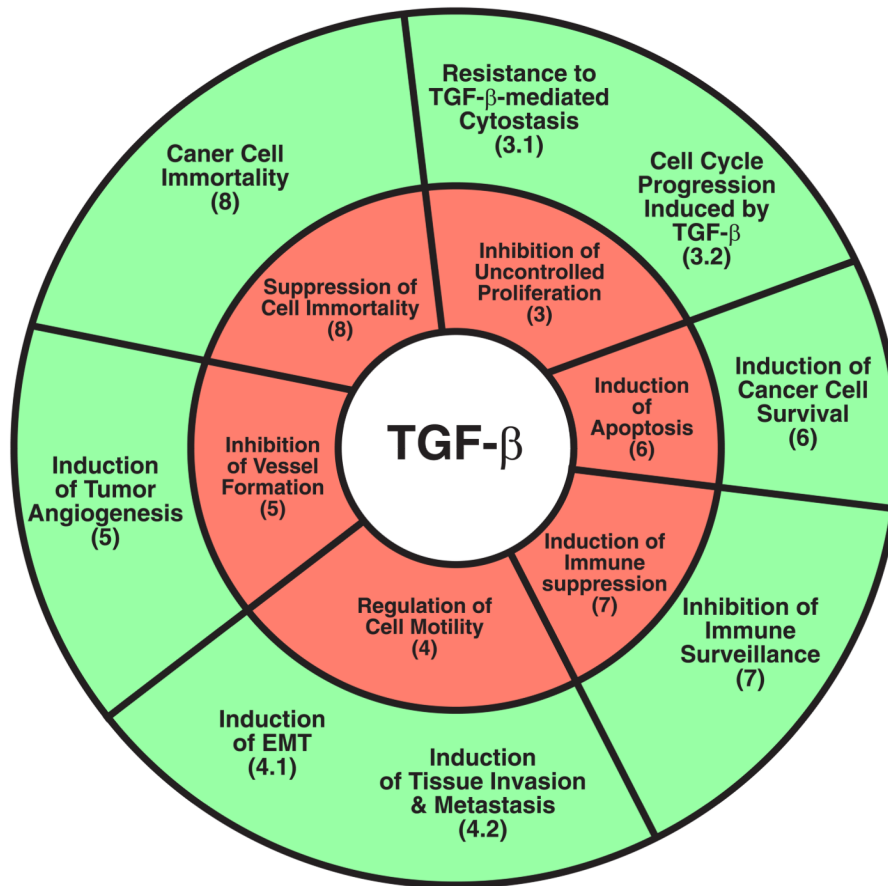 Resistance to
TGF-β-mediated
Cytostasis
(3.1)
Cell Cycle
Progression
Induced by
TGF-β
(3.2)
Caner Cell
Immortality
(8)
Inhibition of
Uncontrolled
Proliferation
(3)
Suppression of
Cell Immortality
(8)
Induction of
Cancer Cell
Survival
(6)
Induction
of
Apoptosis
(6)
TGF-β
Inhibition
of Vessel
Formation
(5)
Induction
of Tumor
Angiogenesis
(5)
Induction of
Immune
suppression
(7)
Regulation of
Cell Motility
(4)
Inhibition of
Immune
Surveillance
(7)
Induction
of EMT
(4.1)
Induction
of Tissue Invasion
& Metastasis
(4.2)